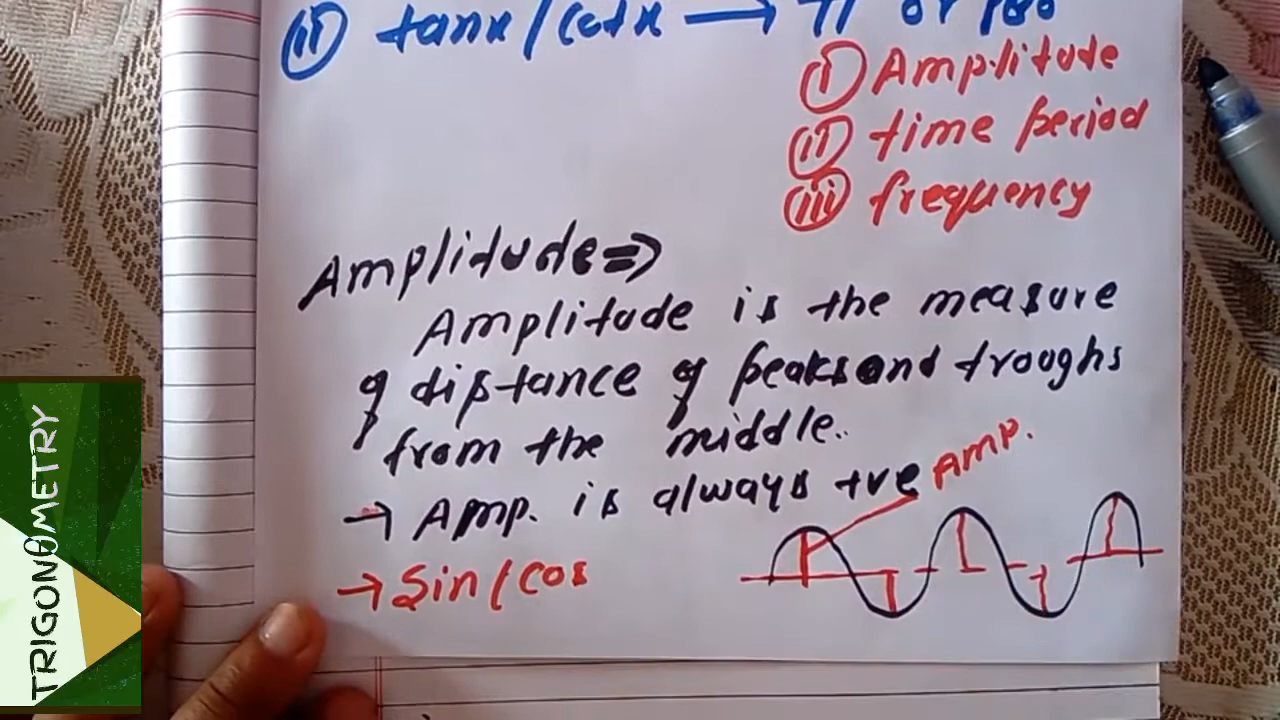 (ii) tanx/cotx → π or 180
(i) Amplitude
(ii) time period
(iii) frequency
Amplitude ⇒
Amplitude is the measure
of distance of peaks and troughs
from the middle.
→ Amp. is always +ve
Amp.
→ Sin/Cos
TRIGONθMETRY